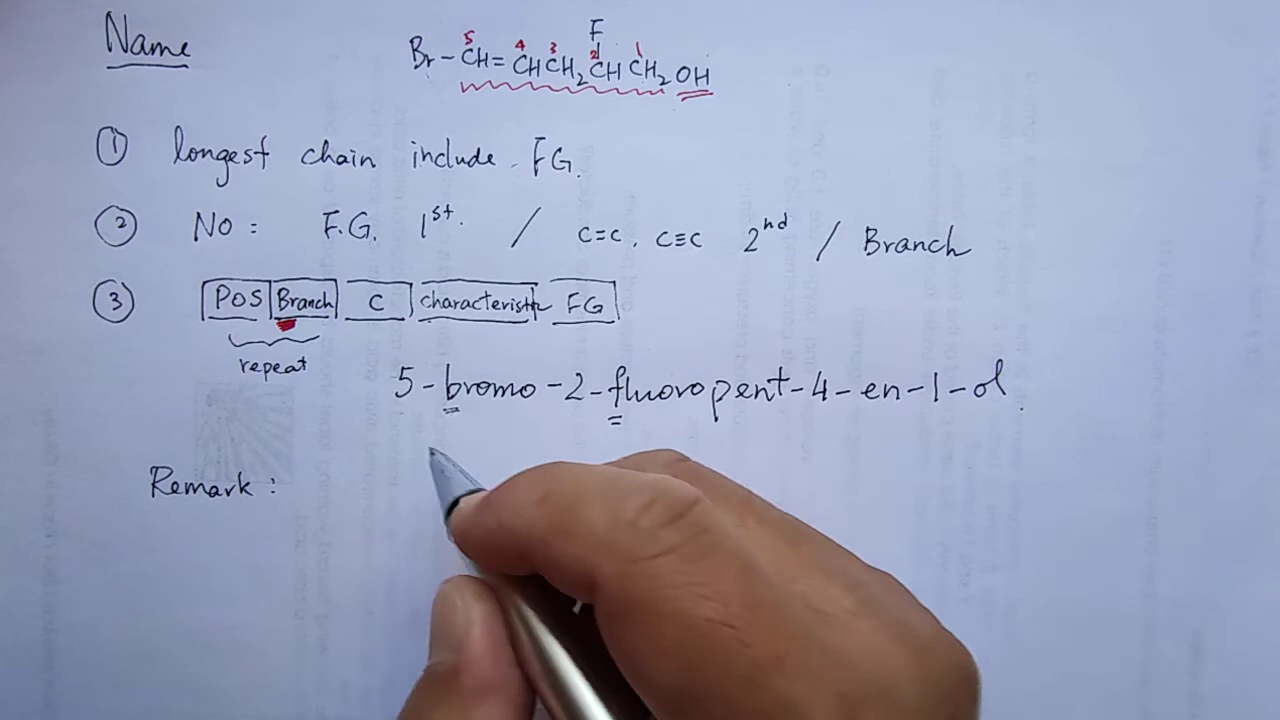 Name
Br-CH=CHCH₂CHCH₂OH
F
5 4 3 2 1
① longest chain include FG.
② No: F.G. 1st. / C=C, C≡C 2nd / Branch
③ POS Branch C characteristic FG
repeat
5-bromo-2-fluoropent-4-en-1-ol.
Remark: